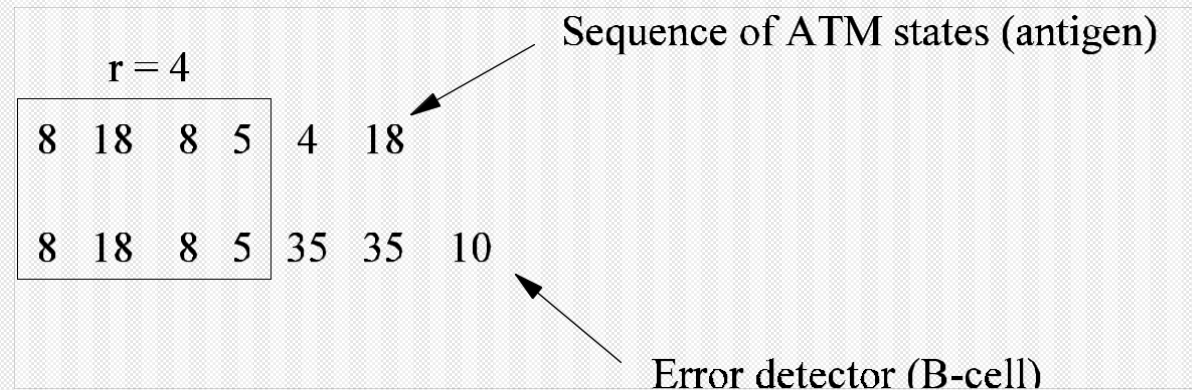 Sequence of ATM states (antigen)
r = 4
8 18 8 5 4 18
8 18 8 5 35 35 10
Error detector (B-cell)